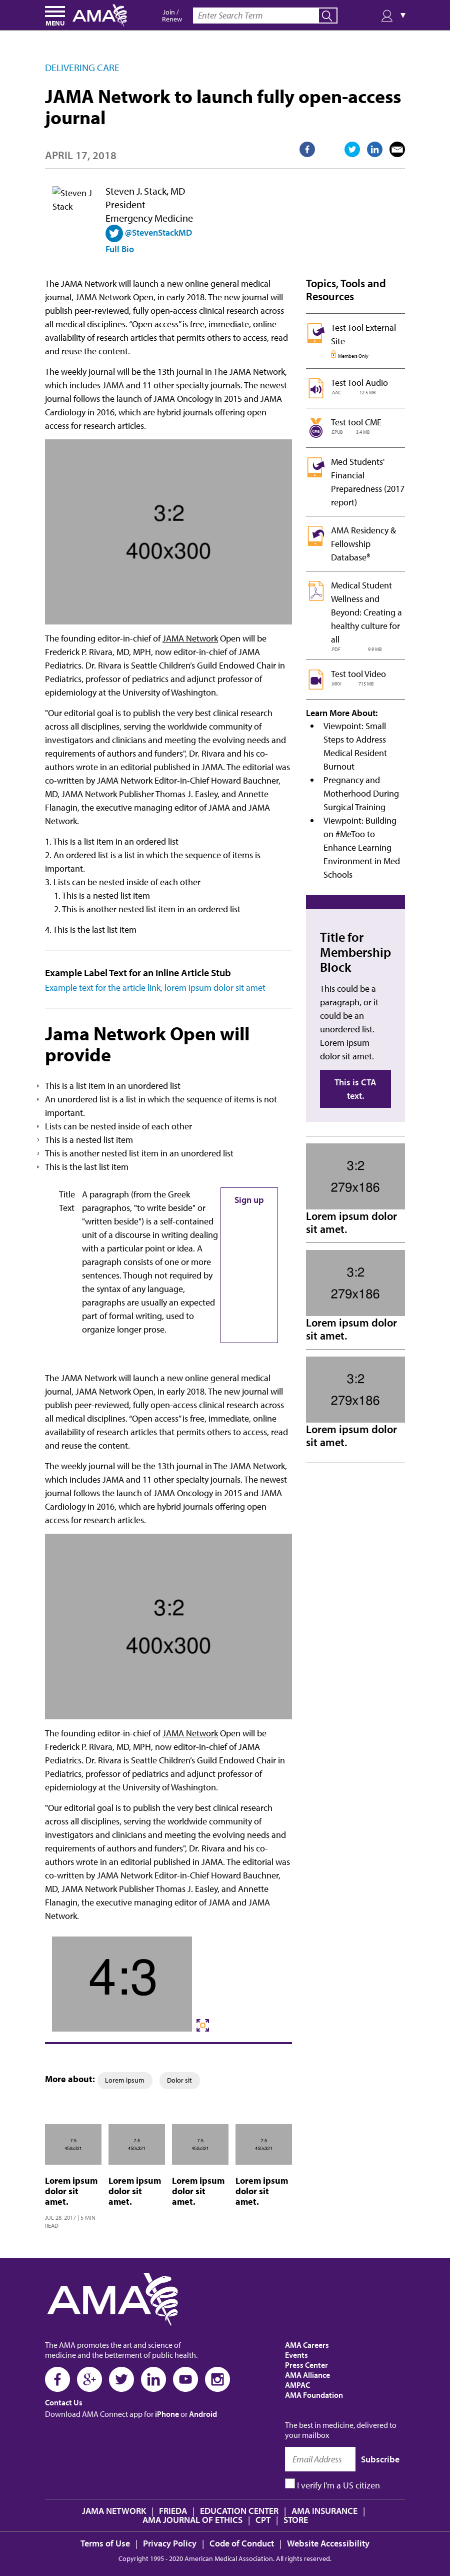 MENU
AMA
Join /
Renew
Enter Search Term
DELIVERING CARE
JAMA Network to launch fully open-access
journal
APRIL 17, 2018
Steven J
Stack
Steven J. Stack, MD
President
Emergency Medicine
@StevenStackMD
Full Bio
The JAMA Network will launch a new online general medical
journal, JAMA Network Open, in early 2018. The new journal will
publish peer-reviewed, fully open-access clinical research across
all medical disciplines. “Open access” is free, immediate, online
availability of research articles that permits others to access, read
and reuse the content.
The weekly journal will be the 13th journal in The JAMA Network,
which includes JAMA and 11 other specialty journals. The newest
journal follows the launch of JAMA Oncology in 2015 and JAMA
Cardiology in 2016, which are hybrid journals offering open
access for research articles.
3:2
400x300
The founding editor-in-chief of JAMA Network Open will be
Frederick P. Rivara, MD, MPH, now editor-in-chief of JAMA
Pediatrics. Dr. Rivara is Seattle Children’s Guild Endowed Chair in
Pediatrics, professor of pediatrics and adjunct professor of
epidemiology at the University of Washington.
"Our editorial goal is to publish the very best clinical research
across all disciplines, serving the worldwide community of
investigators and clinicians and meeting the evolving needs and
requirements of authors and funders", Dr. Rivara and his co-
authors wrote in an editorial published in JAMA. The editorial was
co-written by JAMA Network Editor-in-Chief Howard Bauchner,
MD, JAMA Network Publisher Thomas J. Easley, and Annette
Flanagin, the executive managing editor of JAMA and JAMA
Network.
1. This is a list item in an ordered list
2. An ordered list is a list in which the sequence of items is
important.
3. Lists can be nested inside of each other
1. This is a nested list item
2. This is another nested list item in an ordered list
4. This is the last list item
Example Label Text for an Inline Article Stub
Example text for the article link, lorem ipsum dolor sit amet
Jama Network Open will
provide
This is a list item in an unordered list
An unordered list is a list in which the sequence of items is not
important.
Lists can be nested inside of each other
This is a nested list item
This is another nested list item in an unordered list
This is the last list item
Title
Text
A paragraph (from the Greek
paragraphos, "to write beside" or
"written beside") is a self-contained
unit of a discourse in writing dealing
with a particular point or idea. A
paragraph consists of one or more
sentences. Though not required by
the syntax of any language,
paragraphs are usually an expected
part of formal writing, used to
organize longer prose.
Sign up
The JAMA Network will launch a new online general medical
journal, JAMA Network Open, in early 2018. The new journal will
publish peer-reviewed, fully open-access clinical research across
all medical disciplines. “Open access” is free, immediate, online
availability of research articles that permits others to access, read
and reuse the content.
The weekly journal will be the 13th journal in The JAMA Network,
which includes JAMA and 11 other specialty journals. The newest
journal follows the launch of JAMA Oncology in 2015 and JAMA
Cardiology in 2016, which are hybrid journals offering open
access for research articles.
3:2
400x300
The founding editor-in-chief of JAMA Network Open will be
Frederick P. Rivara, MD, MPH, now editor-in-chief of JAMA
Pediatrics. Dr. Rivara is Seattle Children’s Guild Endowed Chair in
Pediatrics, professor of pediatrics and adjunct professor of
epidemiology at the University of Washington.
"Our editorial goal is to publish the very best clinical research
across all disciplines, serving the worldwide community of
investigators and clinicians and meeting the evolving needs and
requirements of authors and funders", Dr. Rivara and his co-
authors wrote in an editorial published in JAMA. The editorial was
co-written by JAMA Network Editor-in-Chief Howard Bauchner,
MD, JAMA Network Publisher Thomas J. Easley, and Annette
Flanagin, the executive managing editor of JAMA and JAMA
Network.
4:3
More about:
Lorem ipsum
Dolor sit
Topics, Tools and
Resources
Test Tool External
Site
Members Only
Test Tool Audio
.AAC 12.5 MB
Test tool CME
CME
.EPUB 3.4 MB
Med Students'
Financial
Preparedness (2017
report)
AMA Residency &
Fellowship
Database®
Medical Student
Wellness and
Beyond: Creating a
healthy culture for
all
.PDF 9.9 MB
Test tool Video
.WKV 715 MB
Learn More About:
Viewpoint: Small
Steps to Address
Medical Resident
Burnout
Pregnancy and
Motherhood During
Surgical Training
Viewpoint: Building
on #MeToo to
Enhance Learning
Environment in Med
Schools
Title for
Membership
Block
This could be a
paragraph, or it
could be an
unordered list.
Lorem ipsum
dolor sit amet.
This is CTA
text.
3:2
279x186
Lorem ipsum dolor
sit amet.
3:2
279x186
Lorem ipsum dolor
sit amet.
3:2
279x186
Lorem ipsum dolor
sit amet.
7:5
450x321
Lorem ipsum
dolor sit
amet.
JUL 28, 2017 | 5 MIN
READ
7:5
450x321
Lorem ipsum
dolor sit
amet.
7:5
450x321
Lorem ipsum
dolor sit
amet.
7:5
450x321
Lorem ipsum
dolor sit
amet.
AMA
The AMA promotes the art and science of
medicine and the betterment of public health.
Contact Us
Download AMA Connect app for iPhone or Android
AMA Careers
Events
Press Center
AMA Alliance
AMPAC
AMA Foundation
The best in medicine, delivered to
your mailbox
Email Address
Subscribe
I verify I'm a US citizen
JAMA NETWORK | FRIEDA | EDUCATION CENTER | AMA INSURANCE |
AMA JOURNAL OF ETHICS | CPT | STORE
Terms of Use | Privacy Policy | Code of Conduct | Website Accessibility
Copyright 1995 - 2020 American Medical Association. All rights reserved.